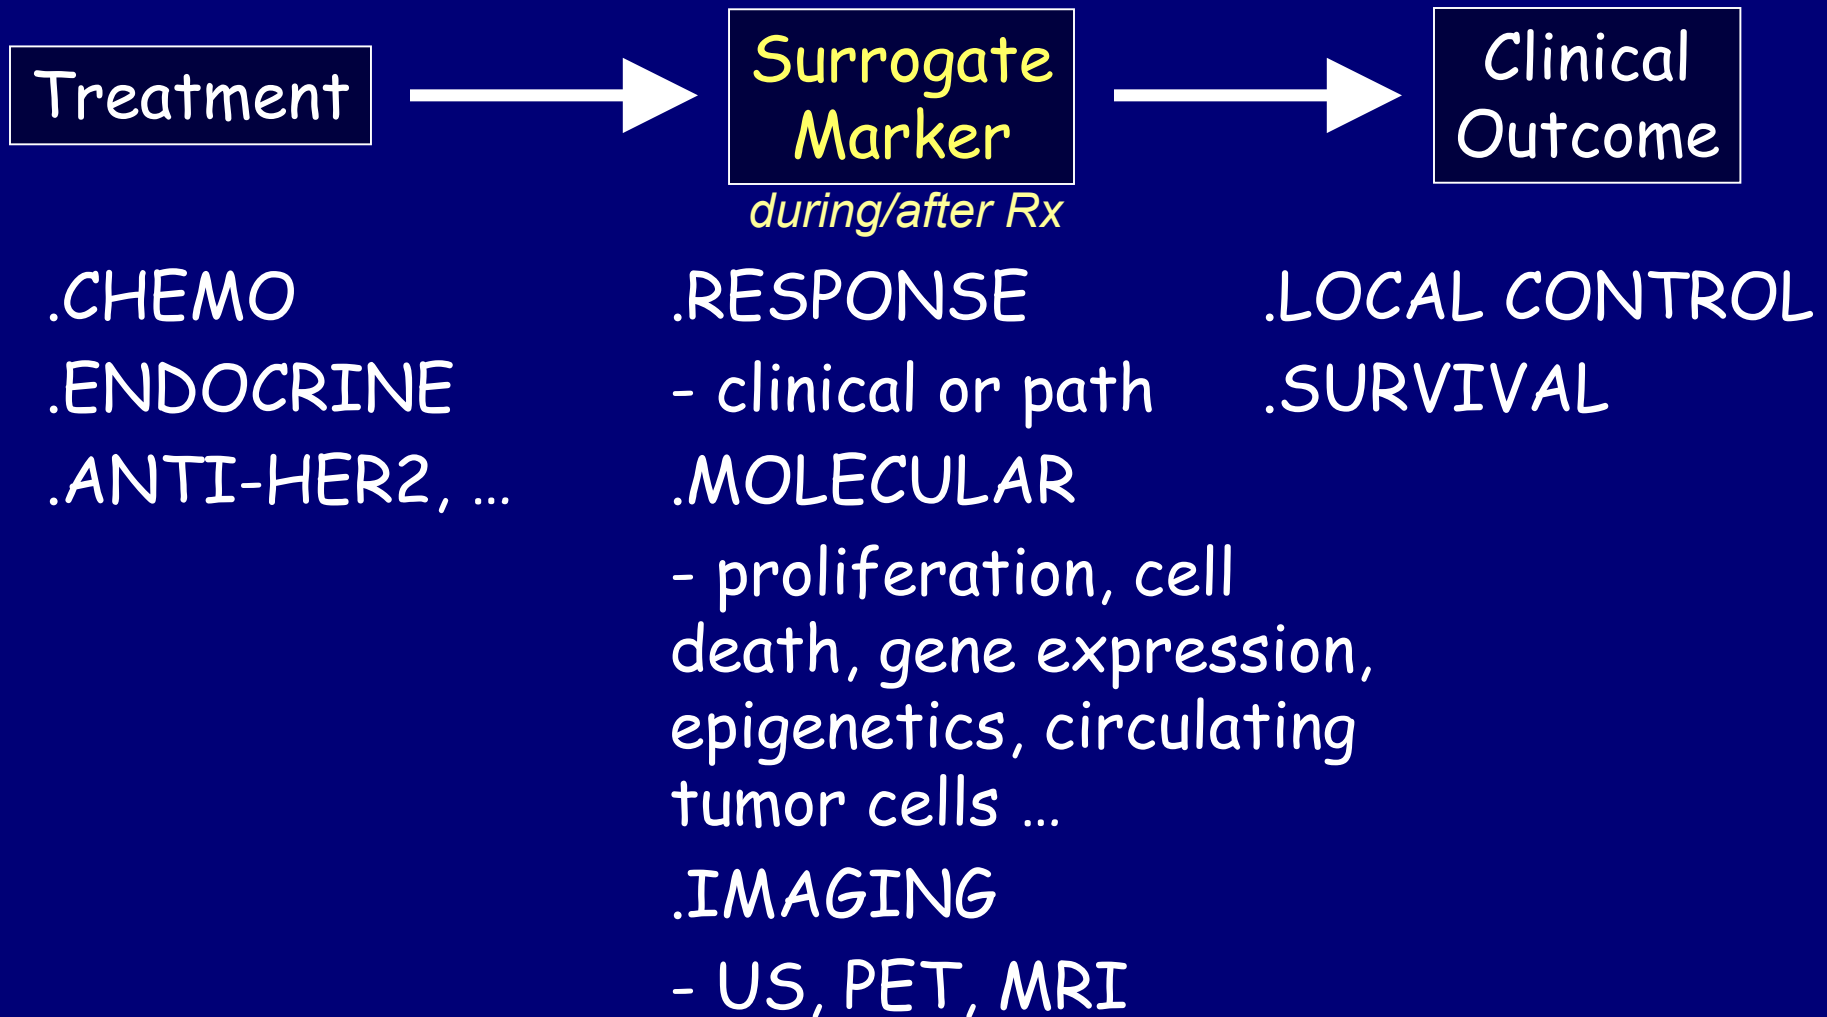 Treatment
Surrogate
Marker
during/after Rx
Clinical
Outcome
.CHEMO
.ENDOCRINE
.ANTI-HER2, ...
.RESPONSE
- clinical or path
.MOLECULAR
- proliferation, cell
death, gene expression,
epigenetics, circulating
tumor cells ...
.IMAGING
- US, PET, MRI
.LOCAL CONTROL
.SURVIVAL